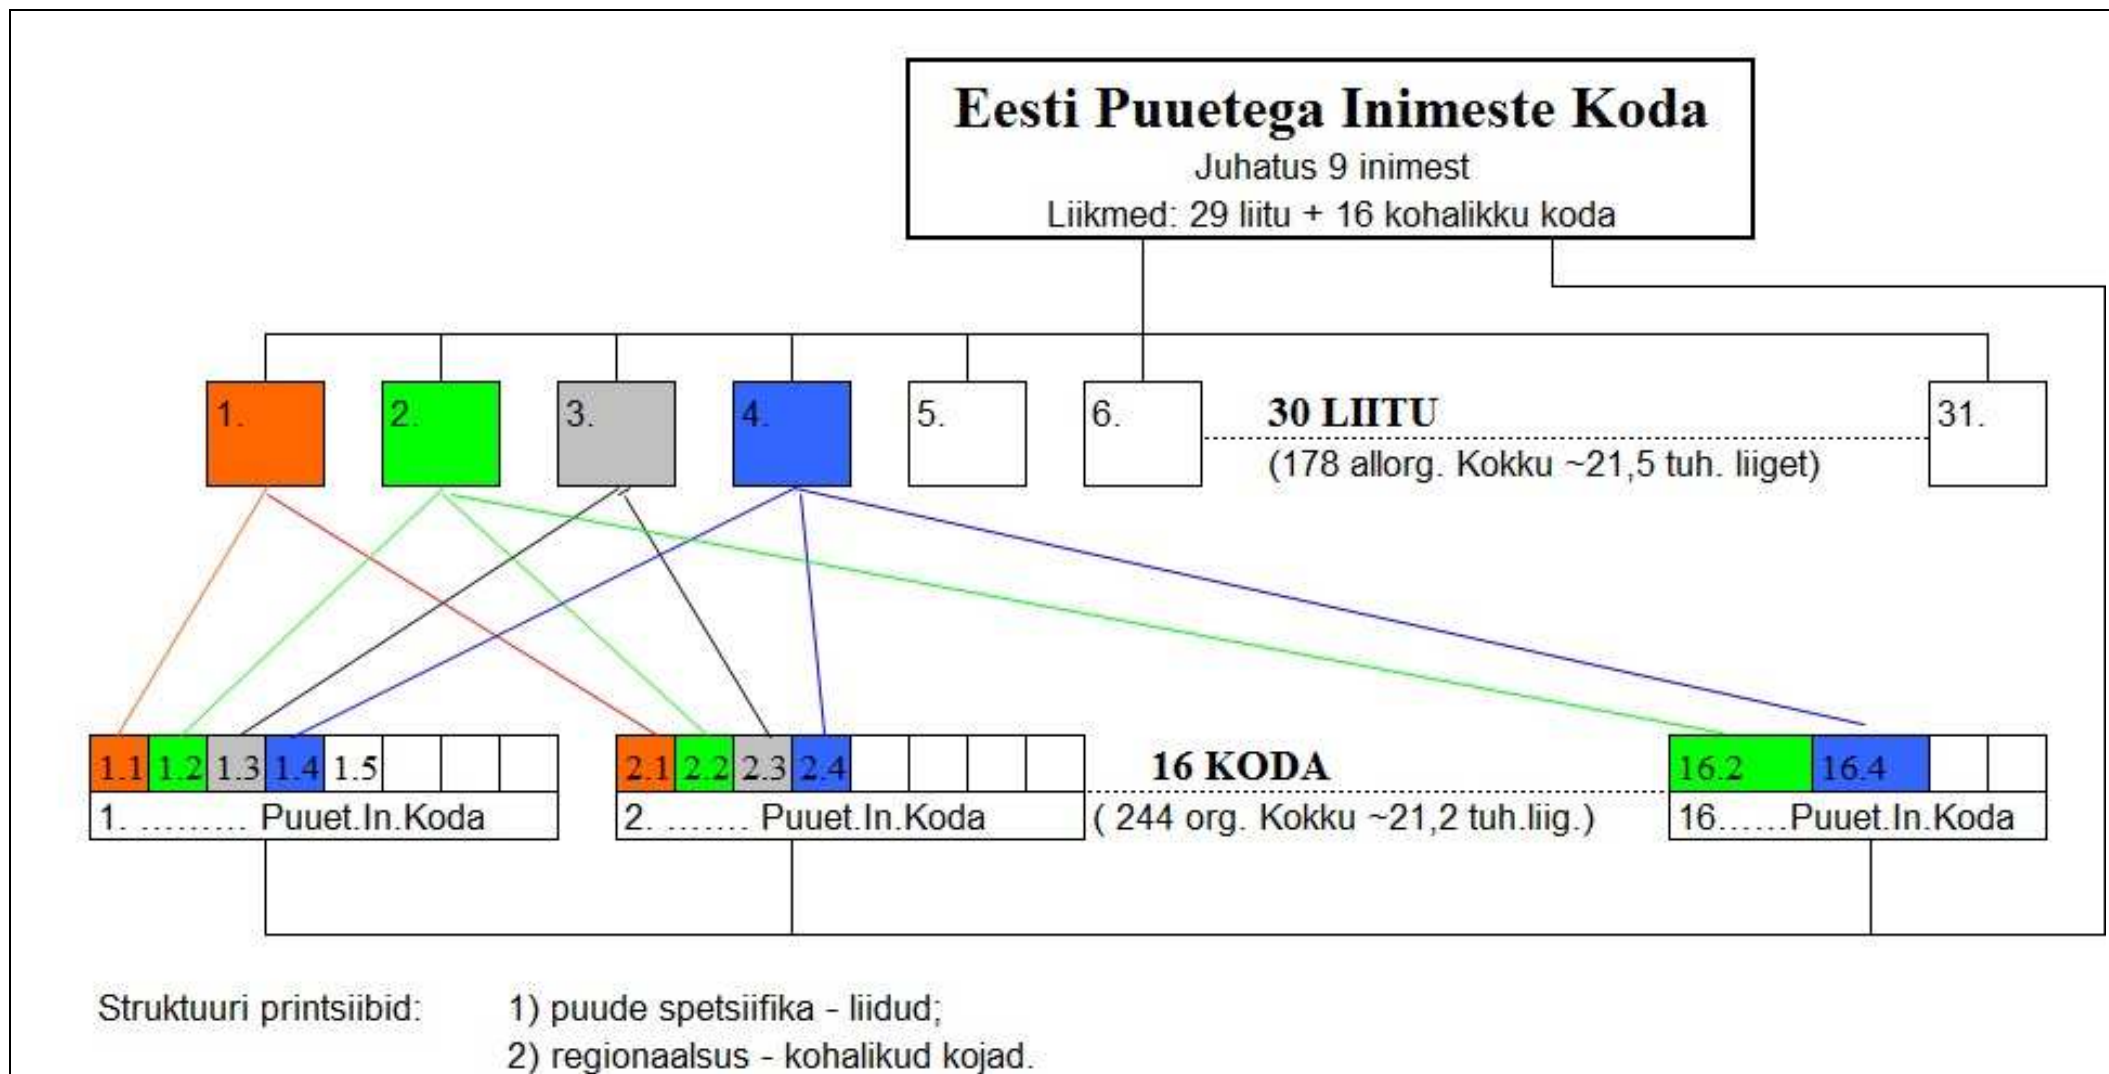 Eesti Puuetega Inimeste Koda
Juhatus 9 inimest
Liikmed: 29 liitu + 16 kohalikku koda
1. 2. 3. 4. 5. 6. 30 LIITU 31.
(178 allorg. Kokku ~21,5 tuh. liiget)
1.1 1.2 1.3 1.4 1.5 2.1 2.2 2.3 2.4 16 KODA 16.2 16.4
1. ......... Puuet.In.Koda 2. ....... Puuet.In.Koda ( 244 org. Kokku ~21,2 tuh.liig.) 16......Puuet.In.Koda
Struktuuri printsiibid: 1) puude spetsiifika - liidud;
2) regionaalsus - kohalikud kojad.